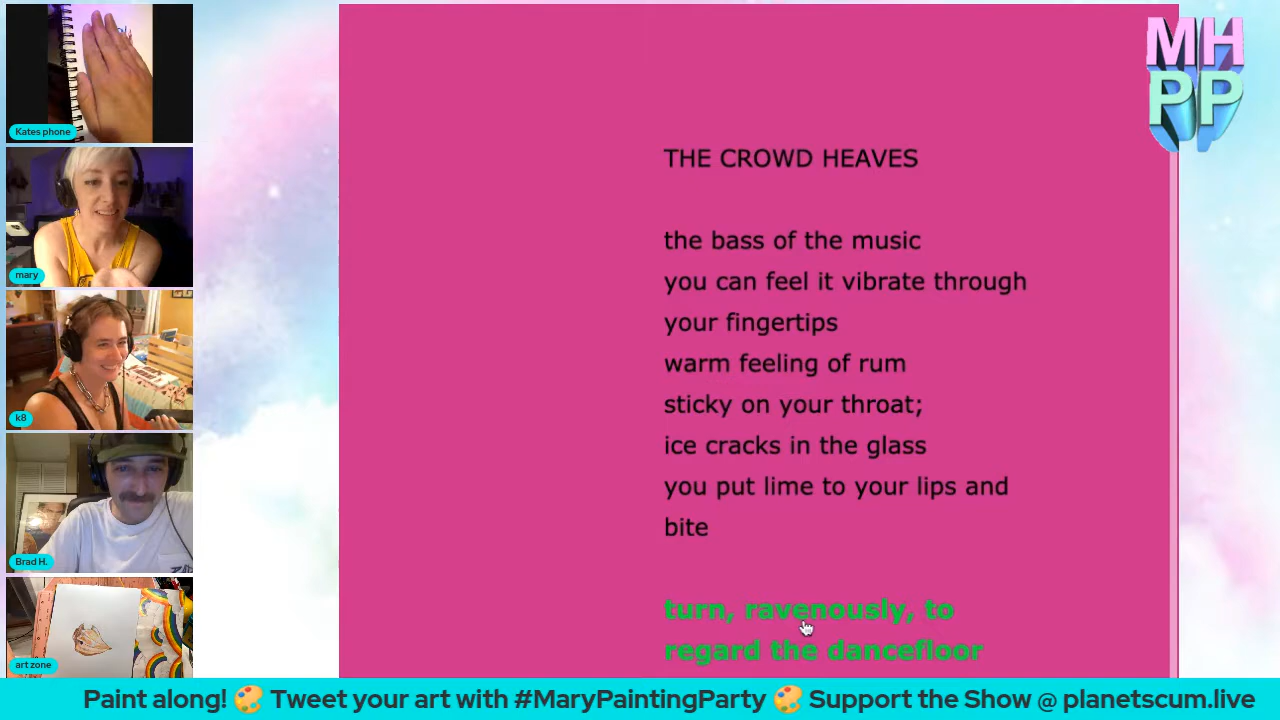 Kates phone
mary
k8
Brad H.
art zone
MH
PP
THE CROWD HEAVES
the bass of the music
you can feel it vibrate through
your fingertips
warm feeling of rum
sticky on your throat;
ice cracks in the glass
you put lime to your lips and
bite
turn, ravenously, to
regard the dancefloor
Paint along! 🎨 Tweet your art with #MaryPaintingParty 🎨 Support the Show @ planetscum.live